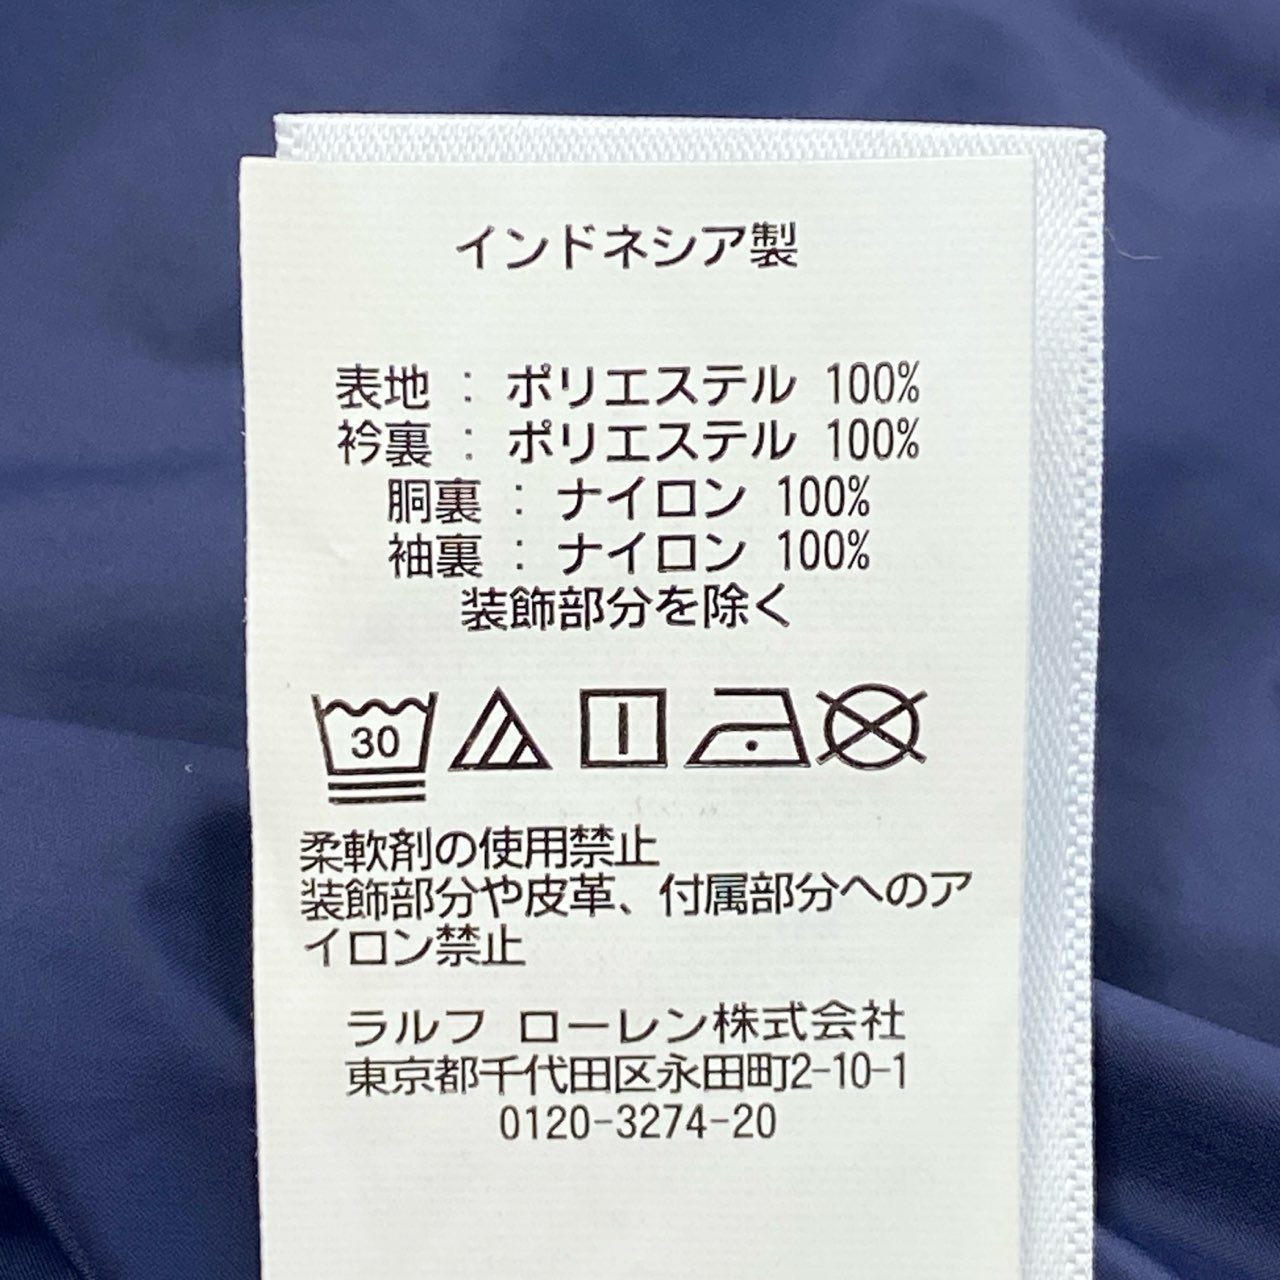 インドネシア製
表地 : ポリエステル 100%
衿裏 : ポリエステル 100%
胴裏 : ナイロン 100%
袖裏 : ナイロン 100%
装飾部分を除く
30
柔軟剤の使用禁止
装飾部分や皮革、付属部分へのア
イロン禁止
ラルフ ローレン株式会社
東京都千代田区永田町2-10-1
0120-3274-20